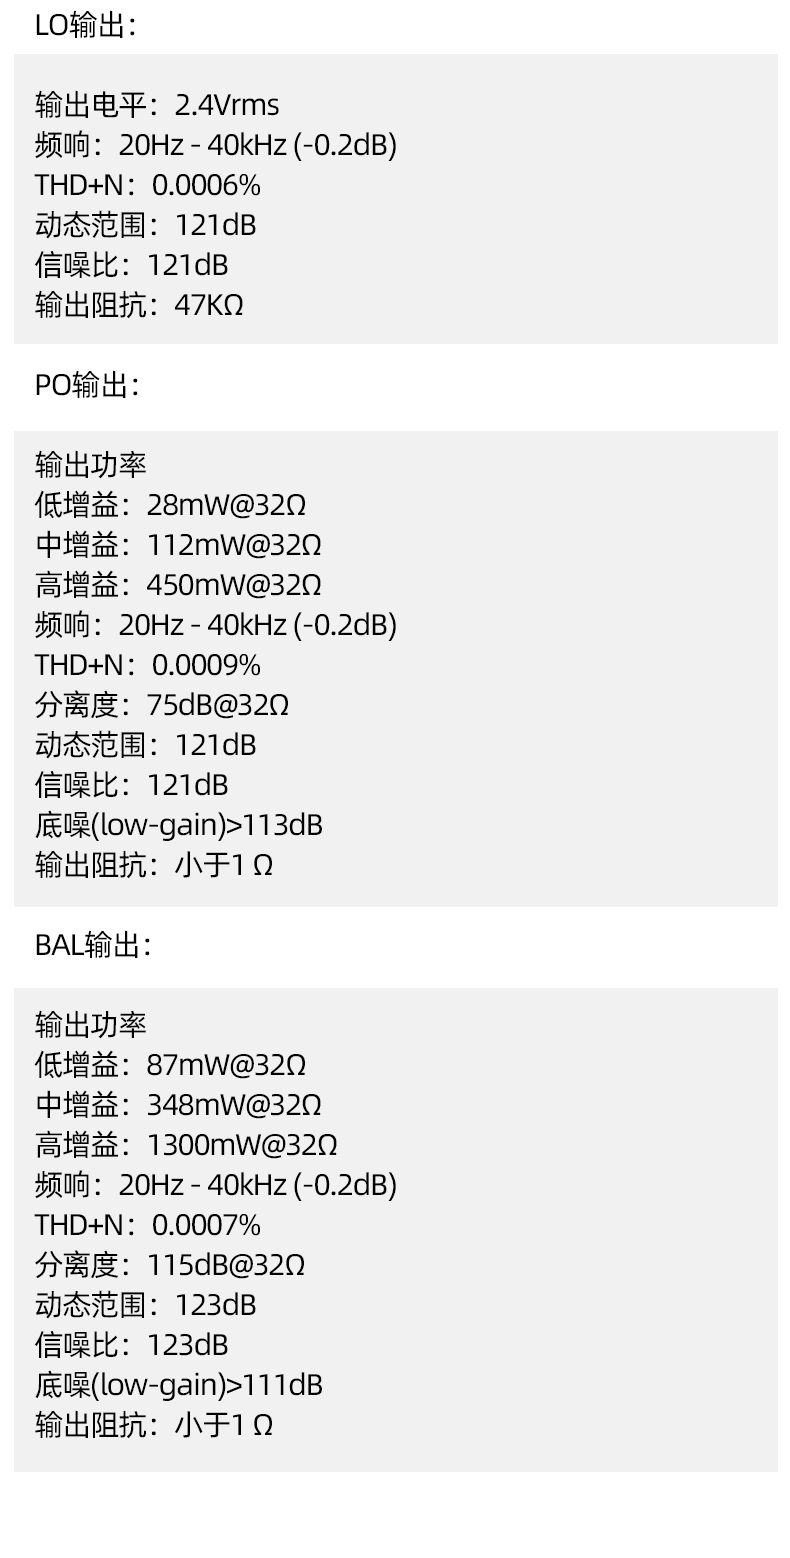 LO输出：
输出电平：2.4Vrms
频响：20Hz - 40kHz (-0.2dB)
THD+N：0.0006%
动态范围：121dB
信噪比：121dB
输出阻抗：47KΩ
PO输出：
输出功率
低增益：28mW@32Ω
中增益：112mW@32Ω
高增益：450mW@32Ω
频响：20Hz - 40kHz (-0.2dB)
THD+N：0.0009%
分离度：75dB@32Ω
动态范围：121dB
信噪比：121dB
底噪(low-gain)>113dB
输出阻抗：小于1 Ω
BAL输出：
输出功率
低增益：87mW@32Ω
中增益：348mW@32Ω
高增益：1300mW@32Ω
频响：20Hz - 40kHz (-0.2dB)
THD+N：0.0007%
分离度：115dB@32Ω
动态范围：123dB
信噪比：123dB
底噪(low-gain)>111dB
输出阻抗：小于1 Ω